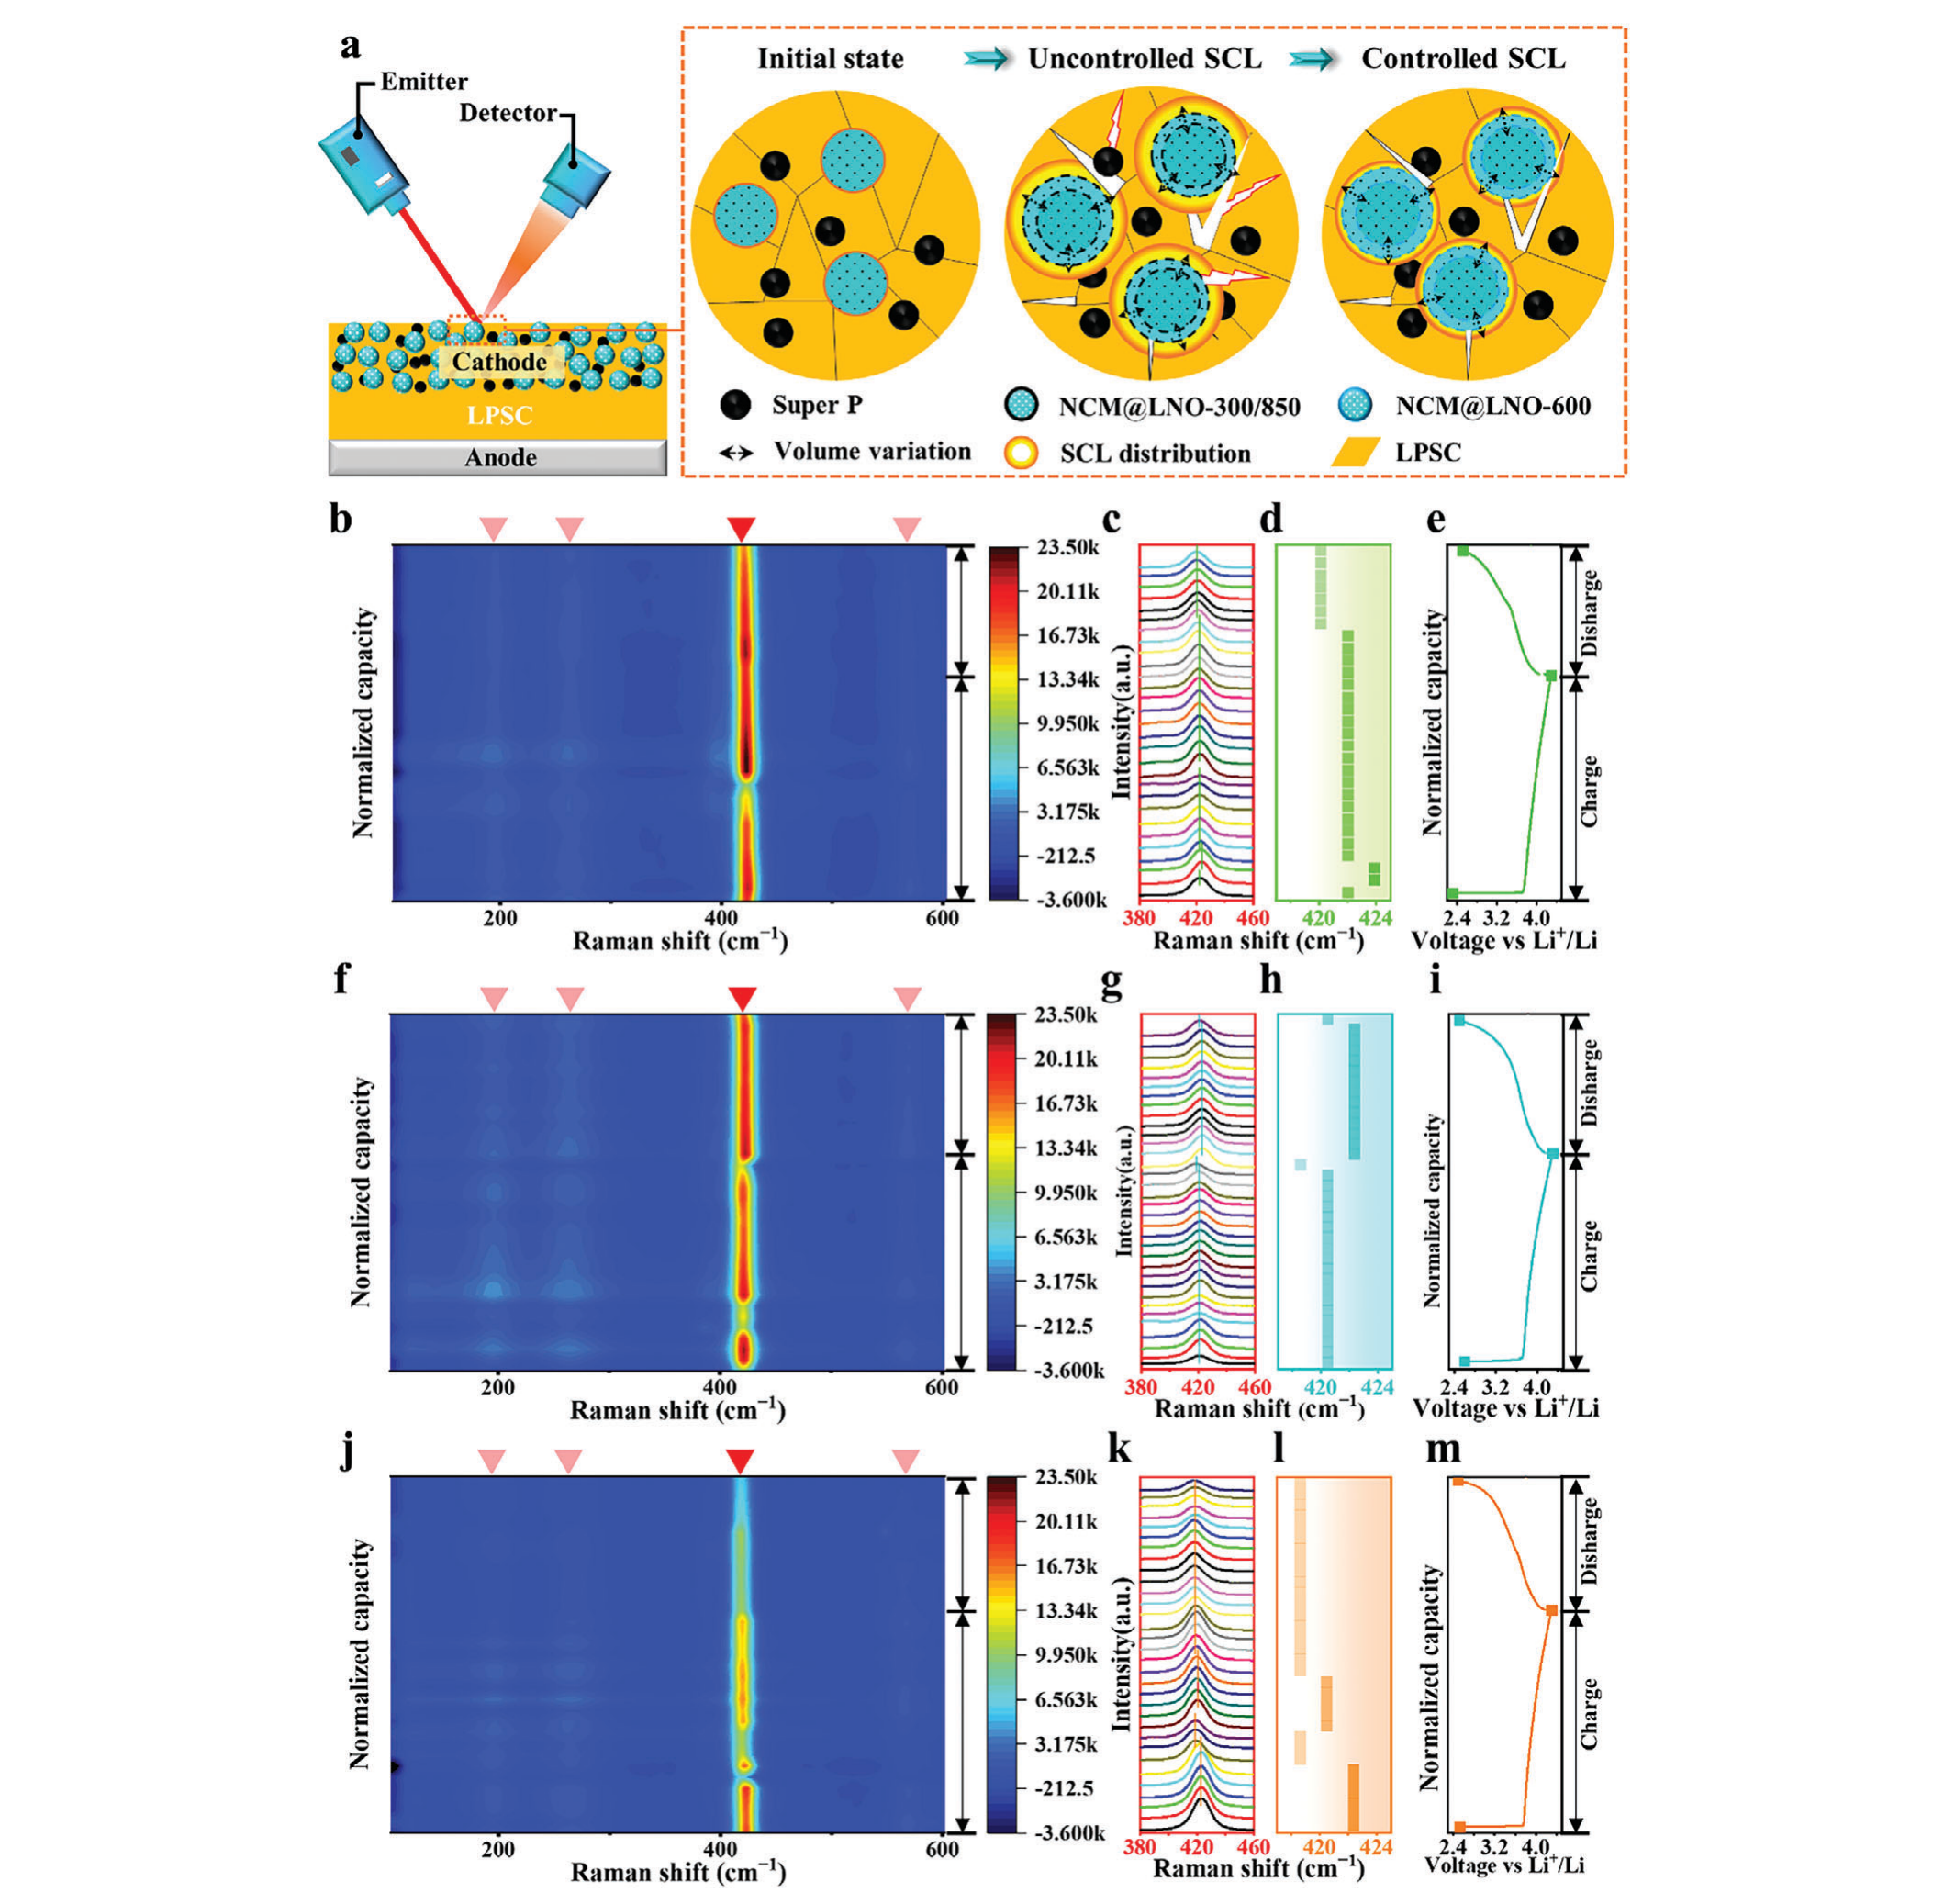 a
Emitter
Detector
Cathode
LPSC
Anode
Initial state
Uncontrolled SCL
Controlled SCL
Super P
NCM@LNO-300/850
NCM@LNO-600
Volume variation
SCL distribution
LPSC
b
Normalized capacity
200
400
600
Raman shift (cm⁻¹)
23.50k
20.11k
16.73k
13.34k
9.950k
6.563k
3.175k
-212.5
-3.600k
c
Intensity(a.u.)
380
420
460
d
420
424
Raman shift (cm⁻¹)
e
Normalized capacity
Disharge
Charge
2.4
3.2
4.0
Voltage vs Li⁺/Li
f
Normalized capacity
200
400
600
Raman shift (cm⁻¹)
23.50k
20.11k
16.73k
13.34k
9.950k
6.563k
3.175k
-212.5
-3.600k
g
Intensity(a.u.)
380
420
460
h
420
424
Raman shift (cm⁻¹)
i
Normalized capacity
Disharge
Charge
2.4
3.2
4.0
Voltage vs Li⁺/Li
j
Normalized capacity
200
400
600
Raman shift (cm⁻¹)
23.50k
20.11k
16.73k
13.34k
9.950k
6.563k
3.175k
-212.5
-3.600k
k
Intensity(a.u.)
380
420
460
l
420
424
Raman shift (cm⁻¹)
m
Normalized capacity
Disharge
Charge
2.4
3.2
4.0
Voltage vs Li⁺/Li